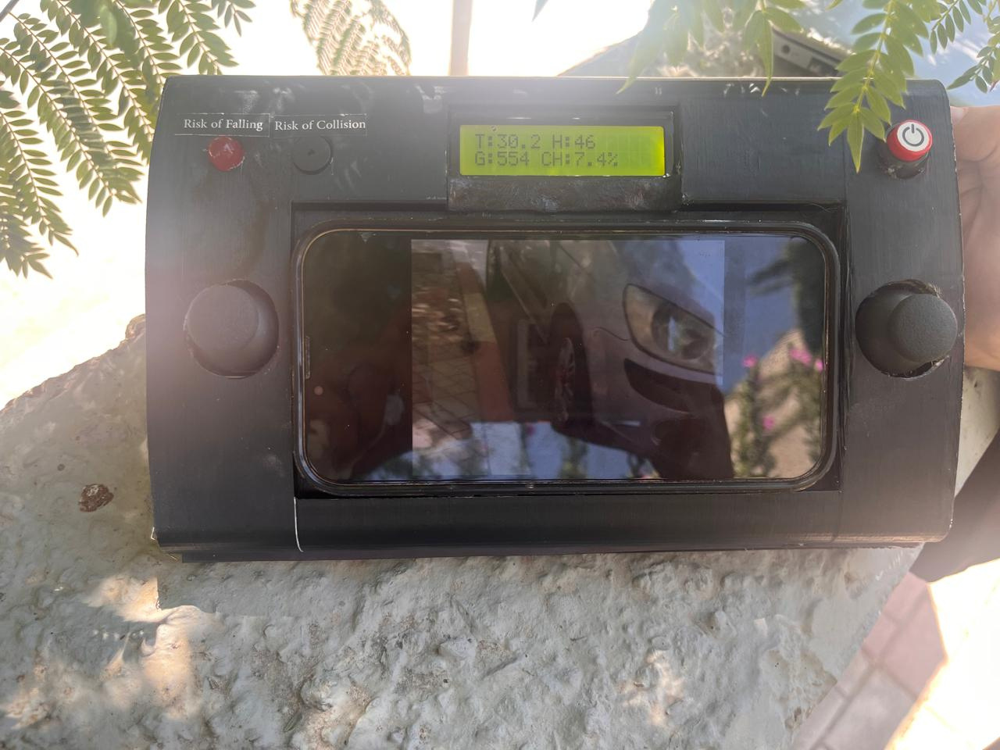 Risk of Falling
Risk of Collision
T:30.2 H:46
G:554 CH:7.4%